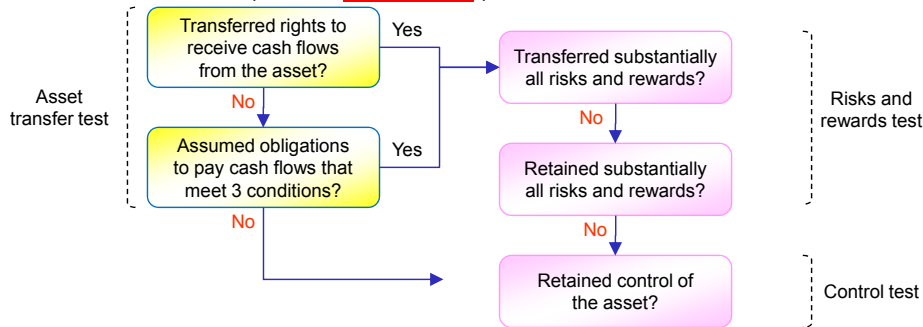 Transferred rights to
receive cash flows
from the asset?
Yes
Transferred substantially
all risks and rewards?
Asset
transfer test
No
No
Risks and
rewards test
Assumed obligations
to pay cash flows that
meet 3 conditions?
Yes
Retained substantially
all risks and rewards?
No
No
Retained control of
the asset?
Control test